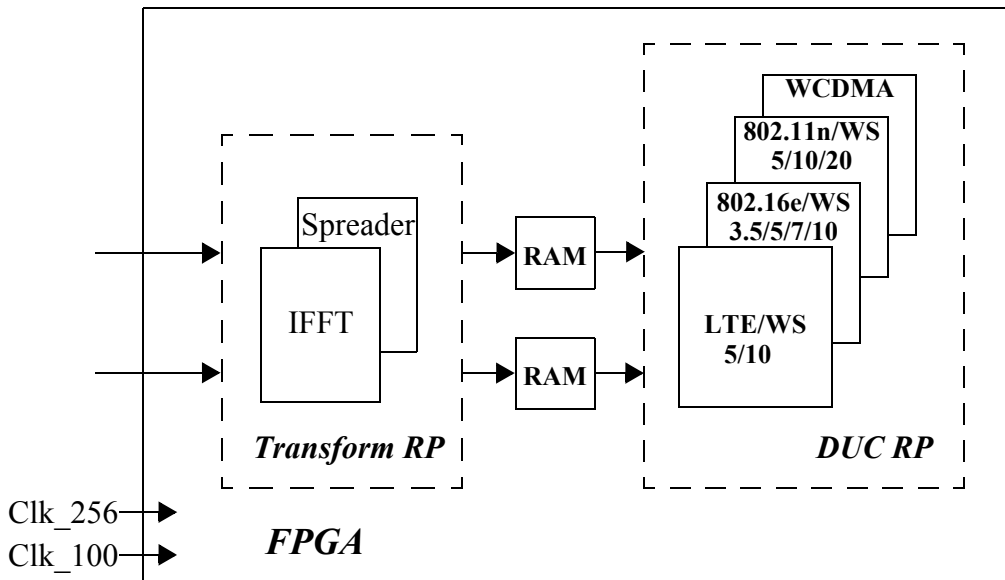 WCDMA
802.11n/WS
5/10/20
802.16e/WS
3.5/5/7/10
LTE/WS
5/10
DUC RP
Spreader
IFFT
Transform RP
RAM
RAM
Clk_256
Clk_100
FPGA